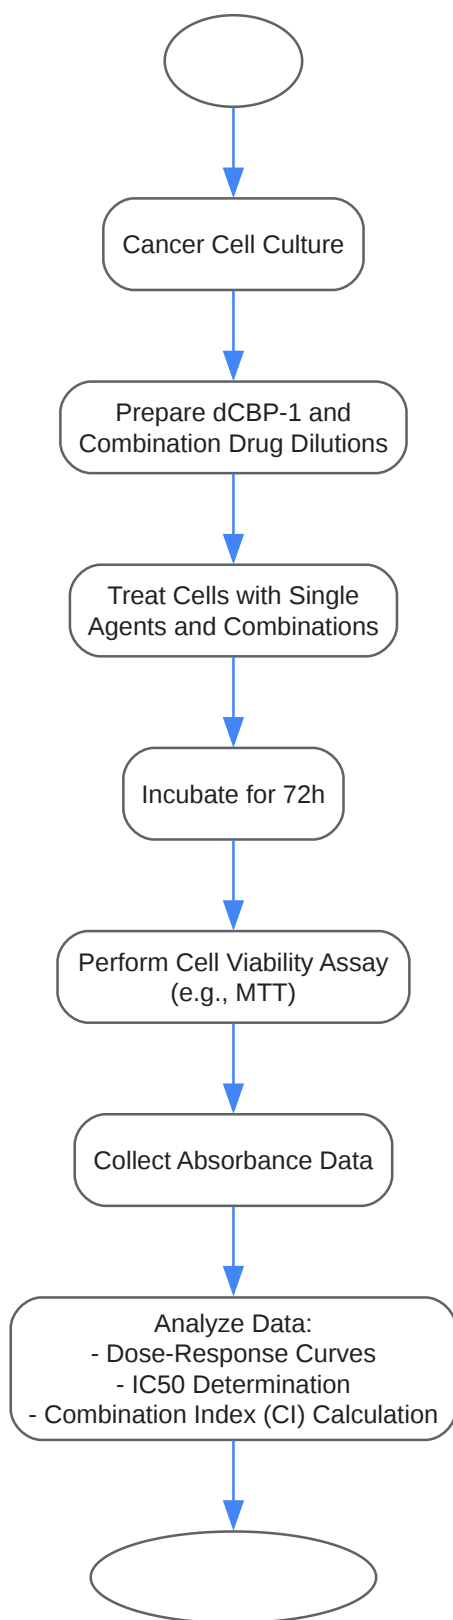 Cancer Cell Culture
Prepare dCBP-1 and
Combination Drug Dilutions
Treat Cells with Single
Agents and Combinations
Incubate for 72h
Perform Cell Viability Assay
(e.g., MTT)
Collect Absorbance Data
Analyze Data:
- Dose-Response Curves
- IC50 Determination
- Combination Index (CI) Calculation